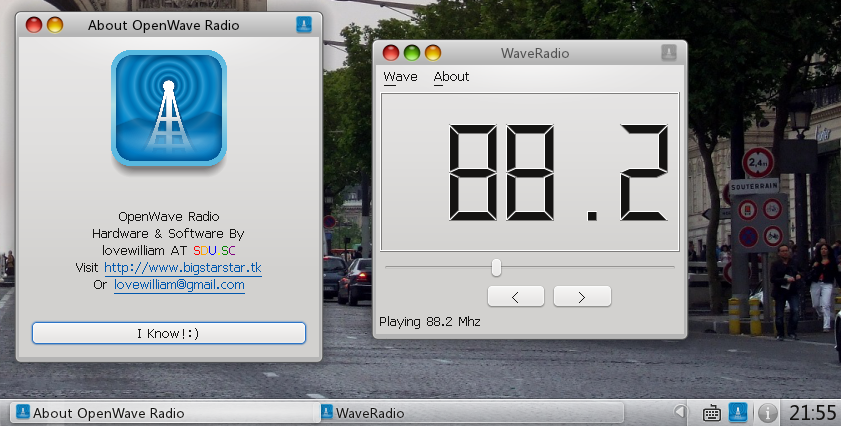 About OpenWave Radio
OpenWave Radio
Hardware & Software By
lovewilliam AT SCU SC
Visit http://www.bigstarstar.tk
Or lovewilliam@gmail.com
I Know!:)
WaveRadio
Wave About
88.2
< >
Playing 88.2 Mhz
2,4m
SOUTERRAIN
About OpenWave Radio
WaveRadio
21:55